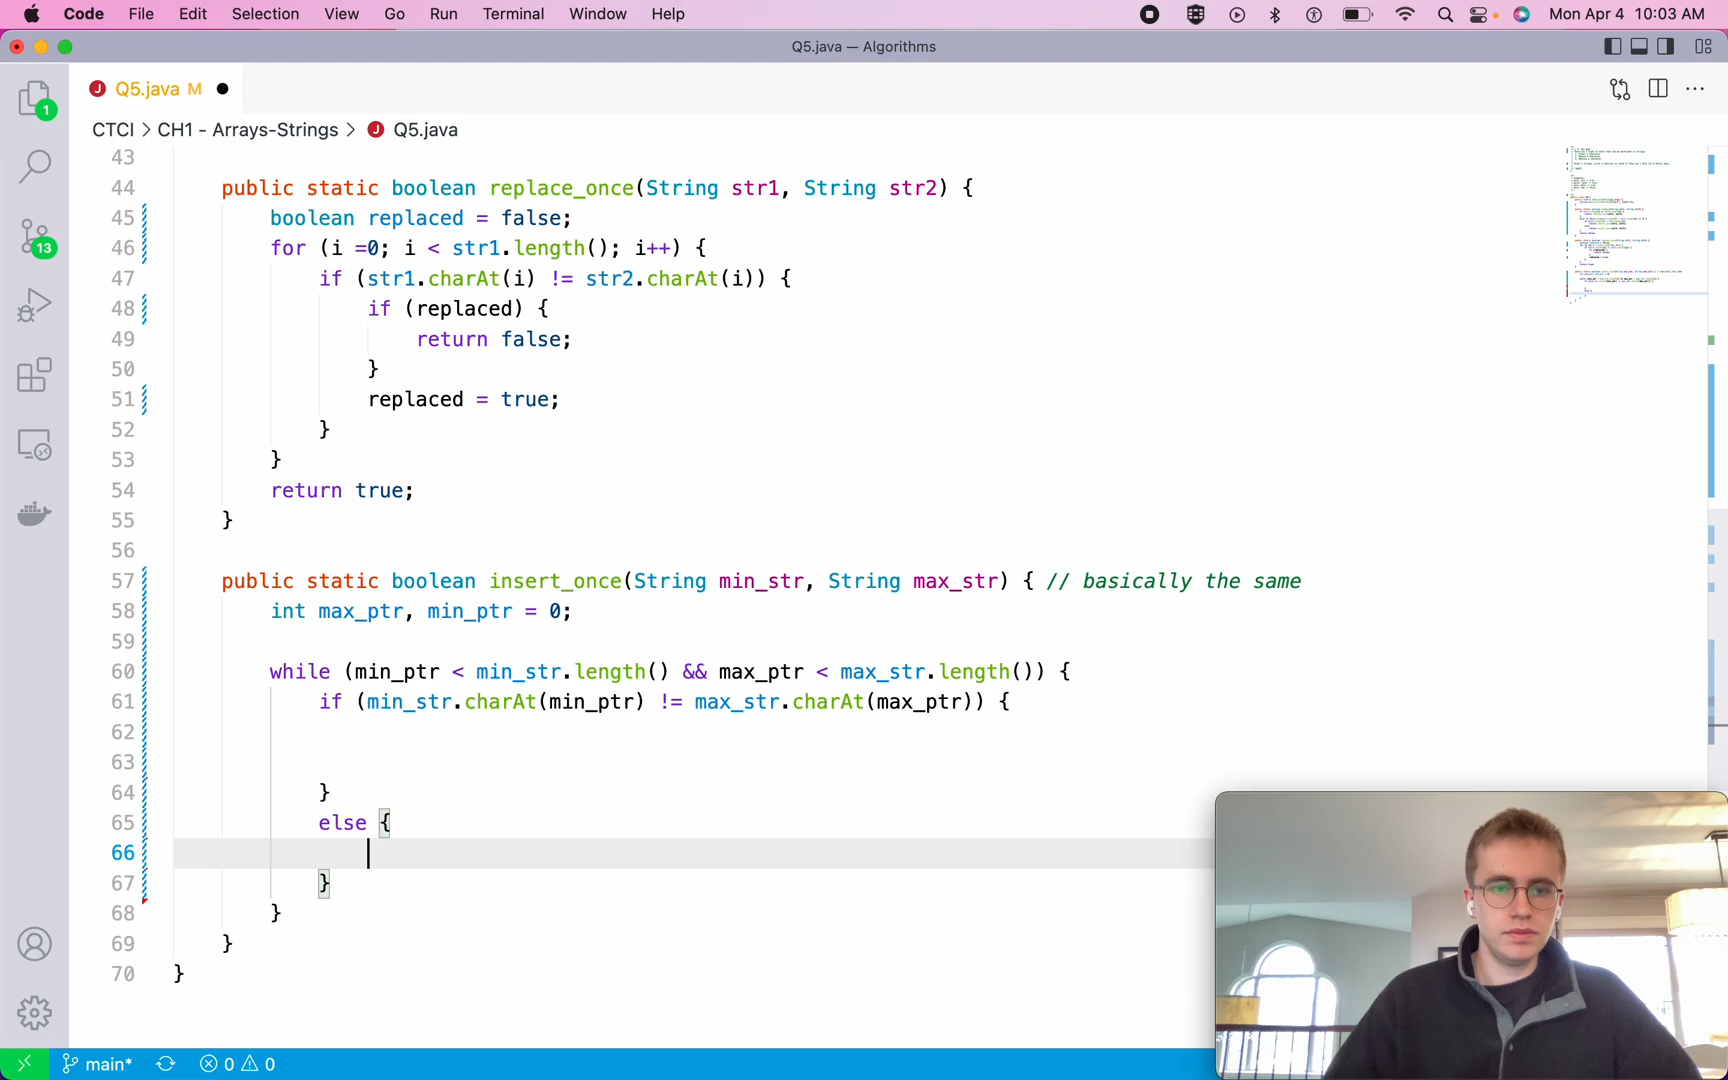 Code File Edit Selection View Go Run Terminal Window Help Mon Apr 4 10:03 AM
Q5.java — Algorithms
J Q5.java M
1
CTCI > CH1 - Arrays-Strings > J Q5.java
43
44 public static boolean replace_once(String str1, String str2) {
45 boolean replaced = false;
46 for (i =0; i < str1.length(); i++) {
47 if (str1.charAt(i) != str2.charAt(i)) {
48 if (replaced) {
49 return false;
50 }
51 replaced = true;
52 }
53 }
54 return true;
55 }
56
57 public static boolean insert_once(String min_str, String max_str) { // basically the same
58 int max_ptr, min_ptr = 0;
59
60 while (min_ptr < min_str.length() && max_ptr < max_str.length()) {
61 if (min_str.charAt(min_ptr) != max_str.charAt(max_ptr)) {
62
63
64 }
65 else {
66
67 }
68 }
69 }
70 }
13
main* 0 0